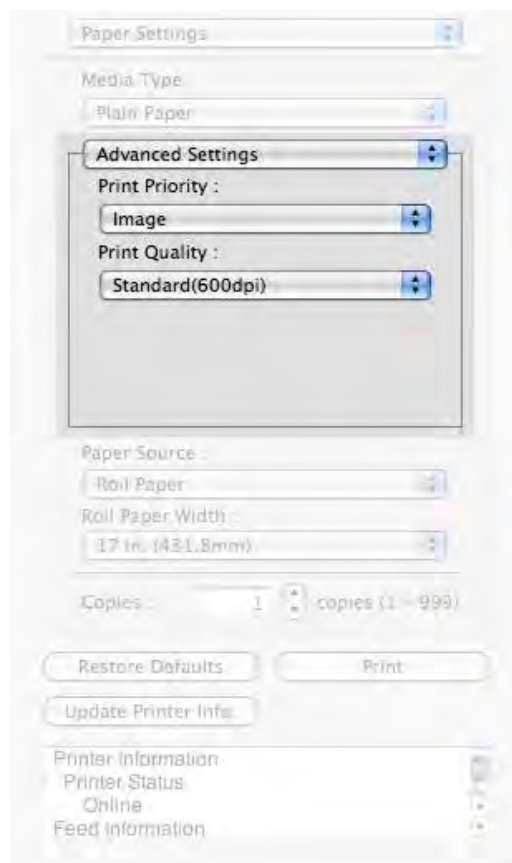 Paper Settings
Media Type
Plain Paper
Advanced Settings
Print Priority :
Image
Print Quality :
Standard(600dpi)
Paper Source :
Roll Paper
Roll Paper Width :
17 in. (431.8mm)
Copies : 1 copies (1 - 999)
Restore Defaults Print
Update Printer Info.
Printer Information
Printer Status
Online
Feed Information